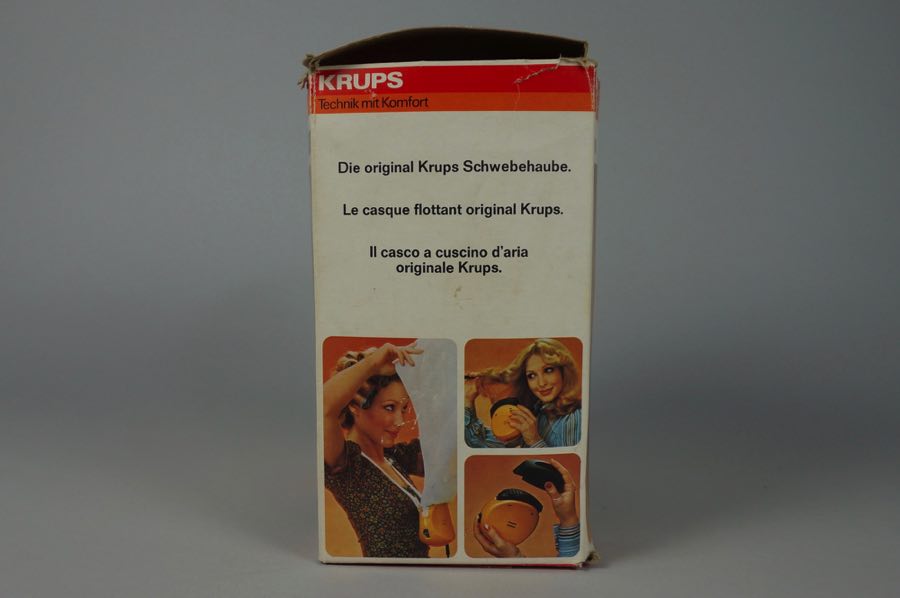 KRUPS
Technik mit Komfort
Die original Krups Schwebehaube.
Le casque flottant original Krups.
Il casco a cuscino d'aria
originale Krups.